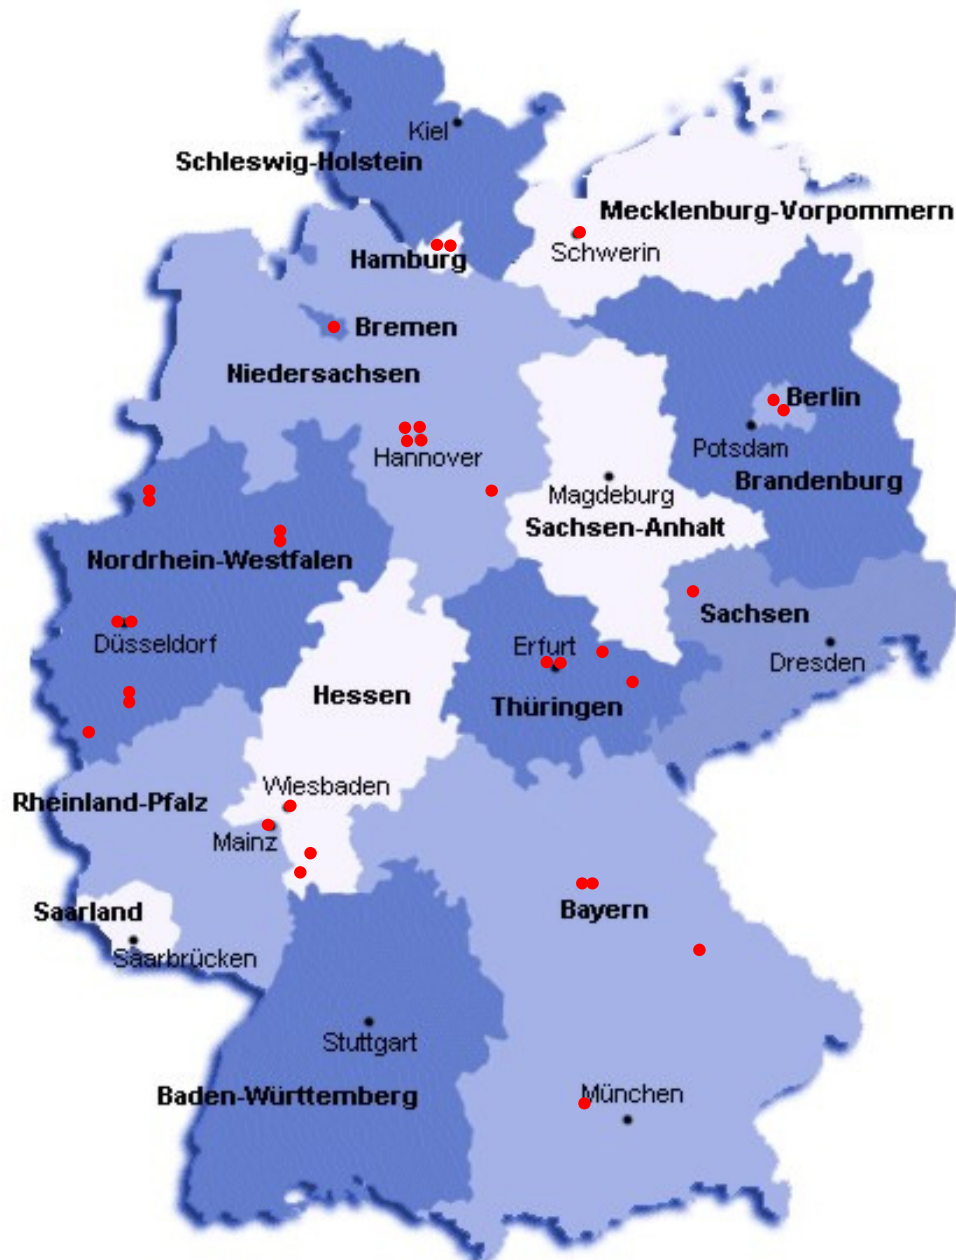 Kiel
Schleswig-Holstein
Mecklenburg-Vorpommern
Schwerin
Hamburg
Bremen
Niedersachsen
Berlin
Potsdam
Hannover
Brandenburg
Magdeburg
Sachsen-Anhalt
Nordrhein-Westfalen
Sachsen
Düsseldorf
Erfurt
Dresden
Hessen
Thüringen
Wiesbaden
Rheinland-Pfalz
Mainz
Saarland
Bayern
Saarbrücken
Stuttgart
Baden-Württemberg
München